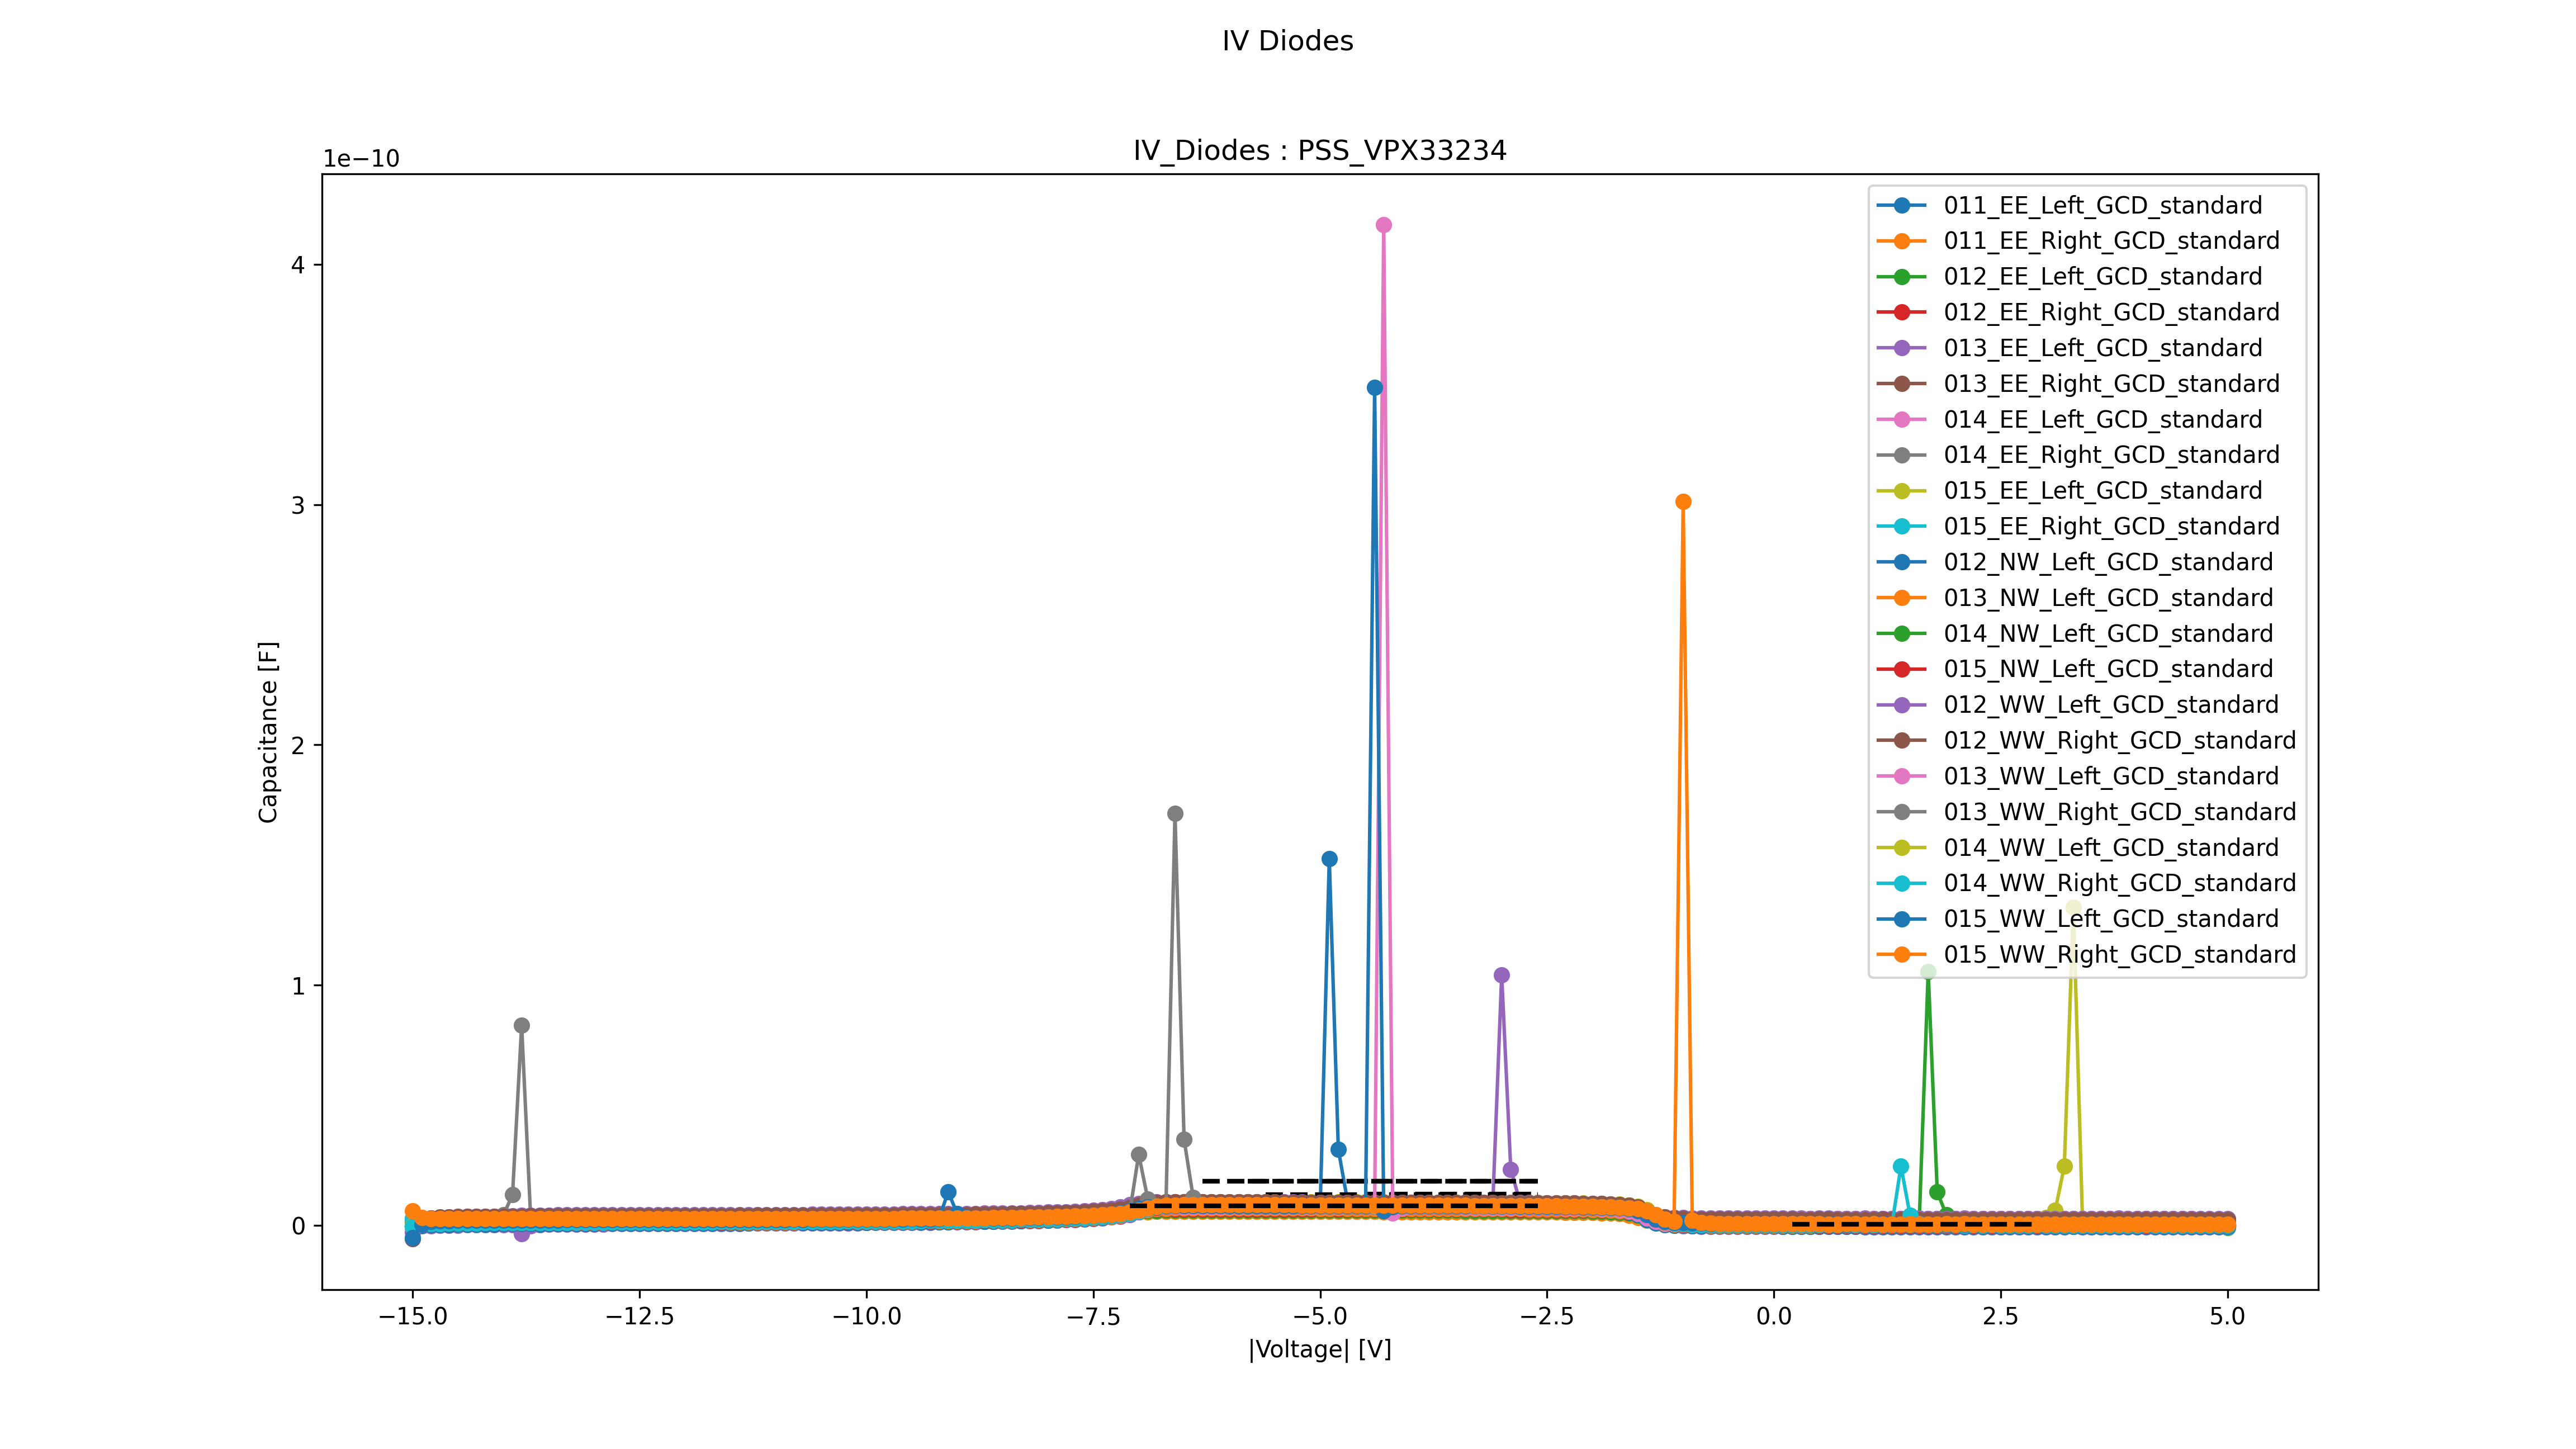 IV Diodes
IV_Diodes : PSS_VPX33234
1e−10
4
3
2
1
0
Capacitance [F]
−15.0 −12.5 −10.0 −7.5 −5.0 −2.5 0.0 2.5 5.0
|Voltage| [V]
011_EE_Left_GCD_standard
011_EE_Right_GCD_standard
012_EE_Left_GCD_standard
012_EE_Right_GCD_standard
013_EE_Left_GCD_standard
013_EE_Right_GCD_standard
014_EE_Left_GCD_standard
014_EE_Right_GCD_standard
015_EE_Left_GCD_standard
015_EE_Right_GCD_standard
012_NW_Left_GCD_standard
013_NW_Left_GCD_standard
014_NW_Left_GCD_standard
015_NW_Left_GCD_standard
012_WW_Left_GCD_standard
012_WW_Right_GCD_standard
013_WW_Left_GCD_standard
013_WW_Right_GCD_standard
014_WW_Left_GCD_standard
014_WW_Right_GCD_standard
015_WW_Left_GCD_standard
015_WW_Right_GCD_standard